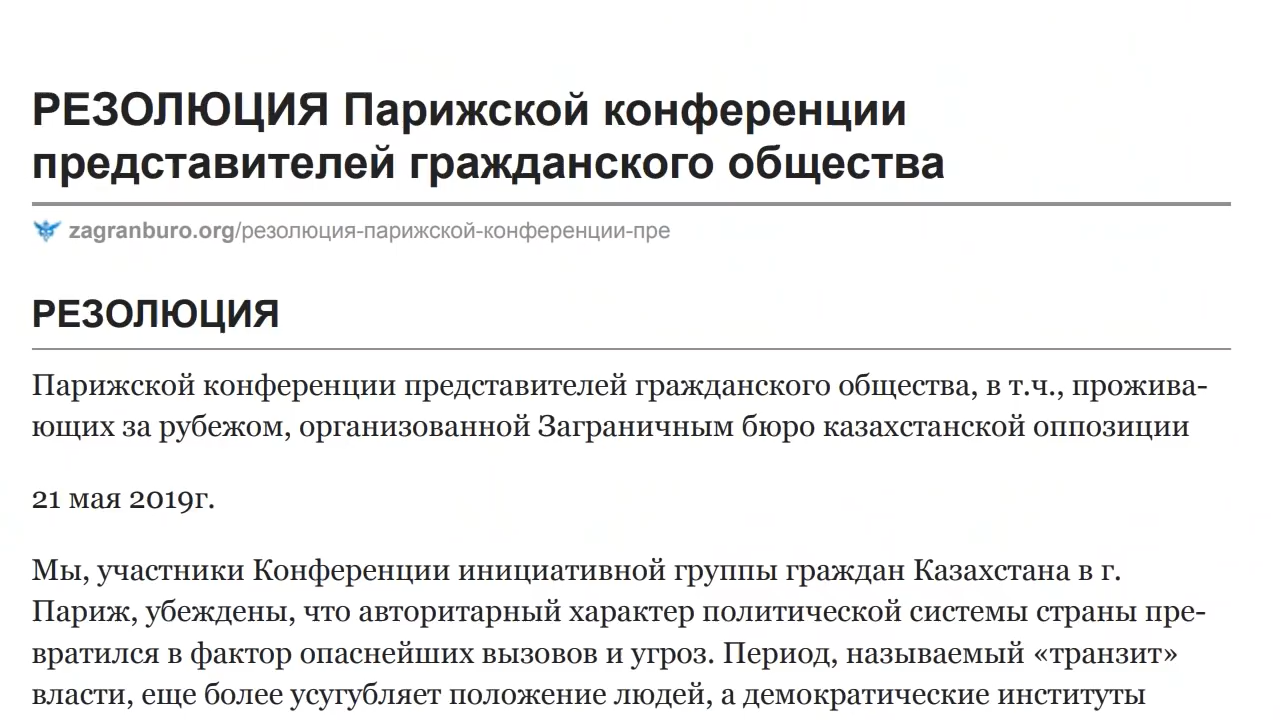 РЕЗОЛЮЦИЯ Парижской конференции
представителей гражданского общества
zagranburo.org/резолюция-парижской-конференции-пре
РЕЗОЛЮЦИЯ
Парижской конференции представителей гражданского общества, в т.ч., прожива-
ющих за рубежом, организованной Заграничным бюро казахстанской оппозиции
21 мая 2019г.
Мы, участники Конференции инициативной группы граждан Казахстана в г.
Париж, убеждены, что авторитарный характер политической системы страны пре-
вратился в фактор опаснейших вызовов и угроз. Период, называемый «транзит»
власти, еще более усугубляет положение людей, а демократические институты